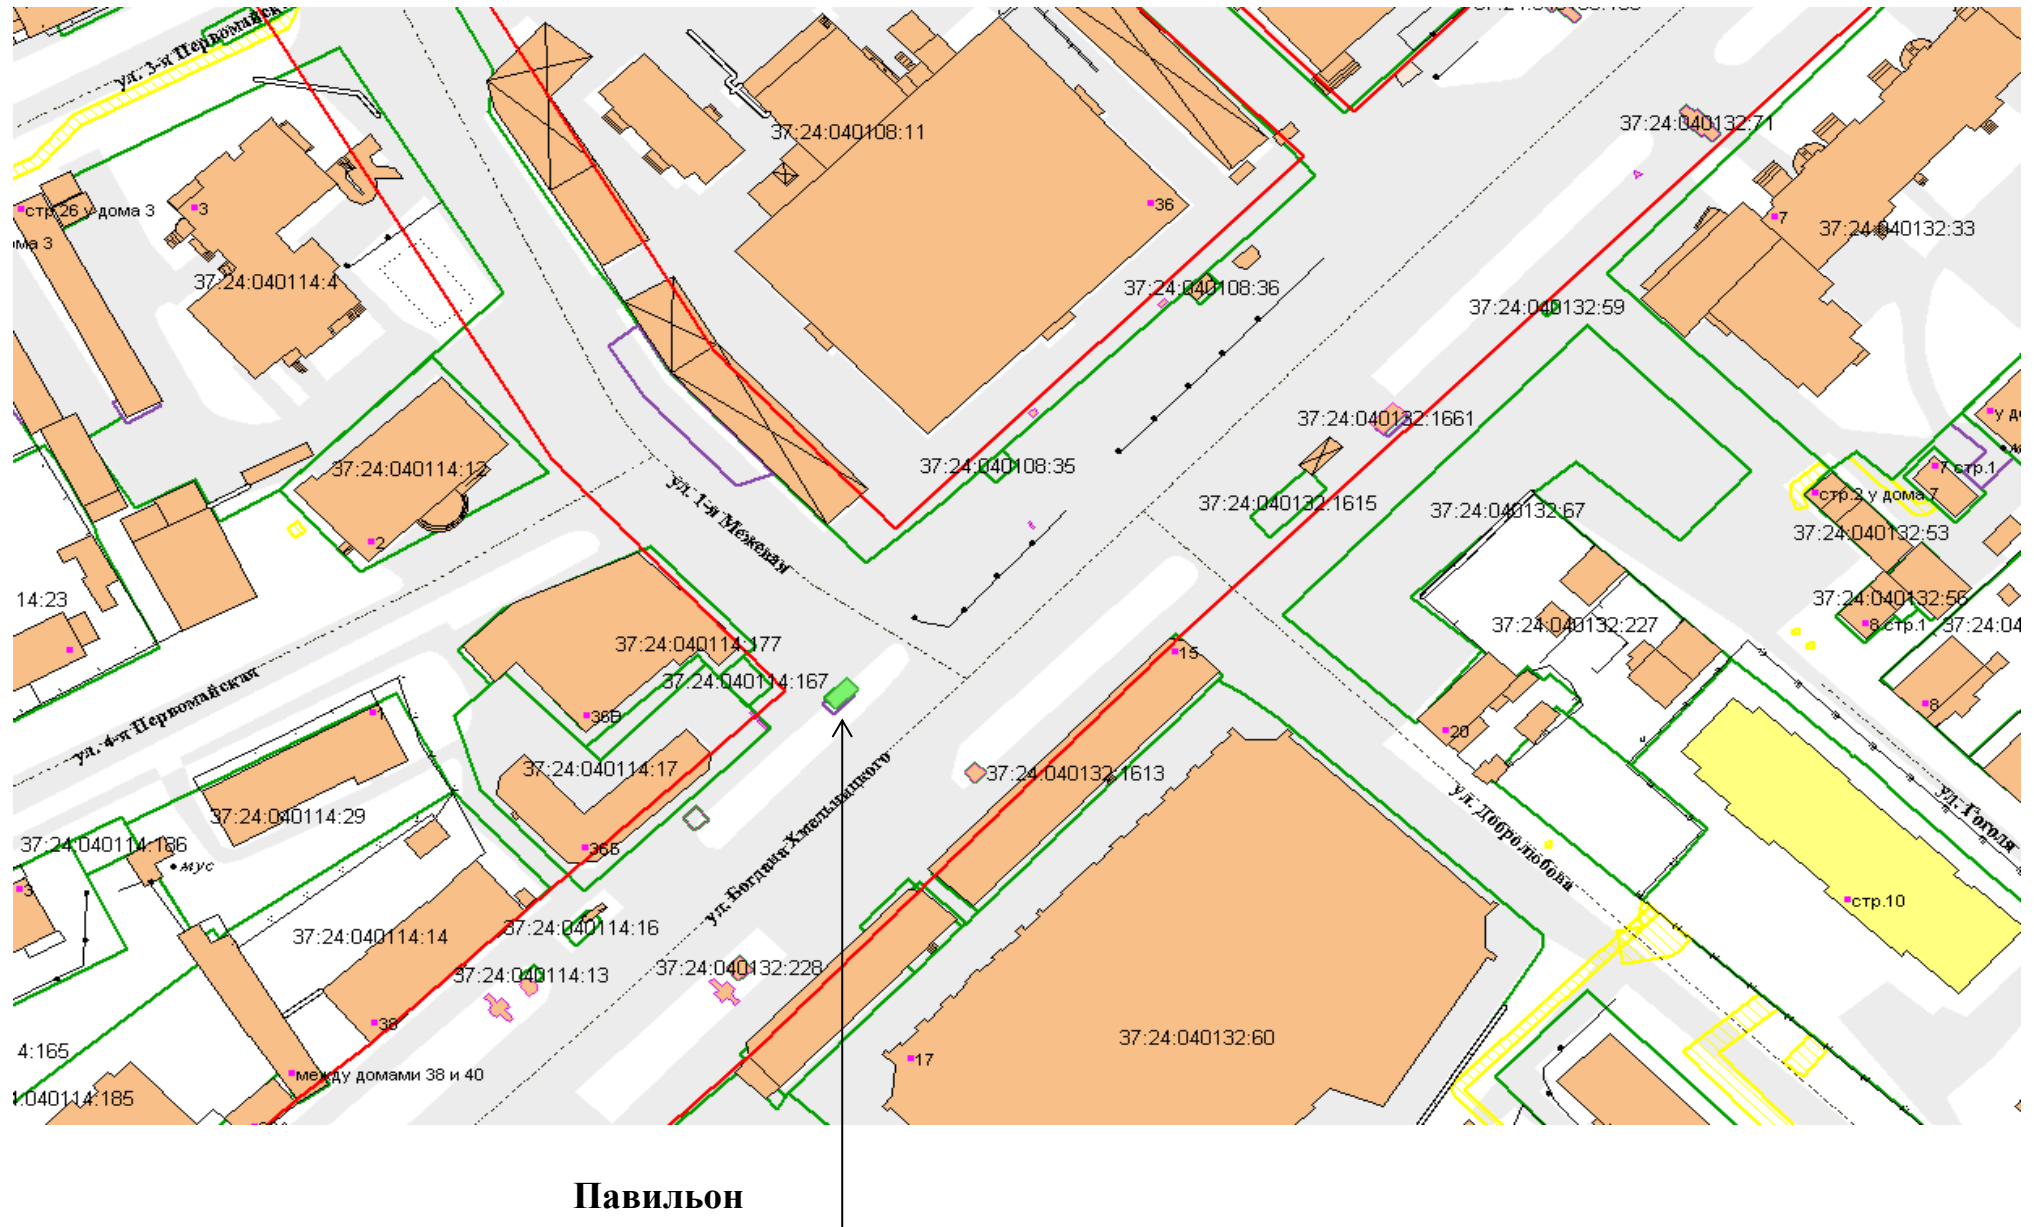 37:24:040132:71
37:24:040108:11
стр.26 у дома 3
3
36
7
37:24:040132:33
37:24:040114:4
37:24:040108:36
37:24:040132:59
37:24:040132:1661
37:24:040114:12
37:24:040108:35
7 стр.1
стр.2 у дома 7
37:24:040132:1615
37:24:040132:67
37:24:040132:53
ул. 1-я Межевая
2
14:23
37:24:040132:56
8 стр.1
37:24:04
37:24:040132:227
37:24:040114:177
15
37:24:040114:167
ул. 4-я Первомайская
1
36В
8
20
37:24:040114:17
37:24:040132:1613
ул. Богдана Хмельницкого
ул. Добролюбова
ул. Гоголя
37:24:040114:29
37:24:040114:186
36Б
мус
3
стр.10
37:24:040114:14
37:24:040114:16
37:24:040114:13
37:24:040132:228
38
37:24:040132:60
17
4:165
между домами 38 и 40
040114:185
Павильон